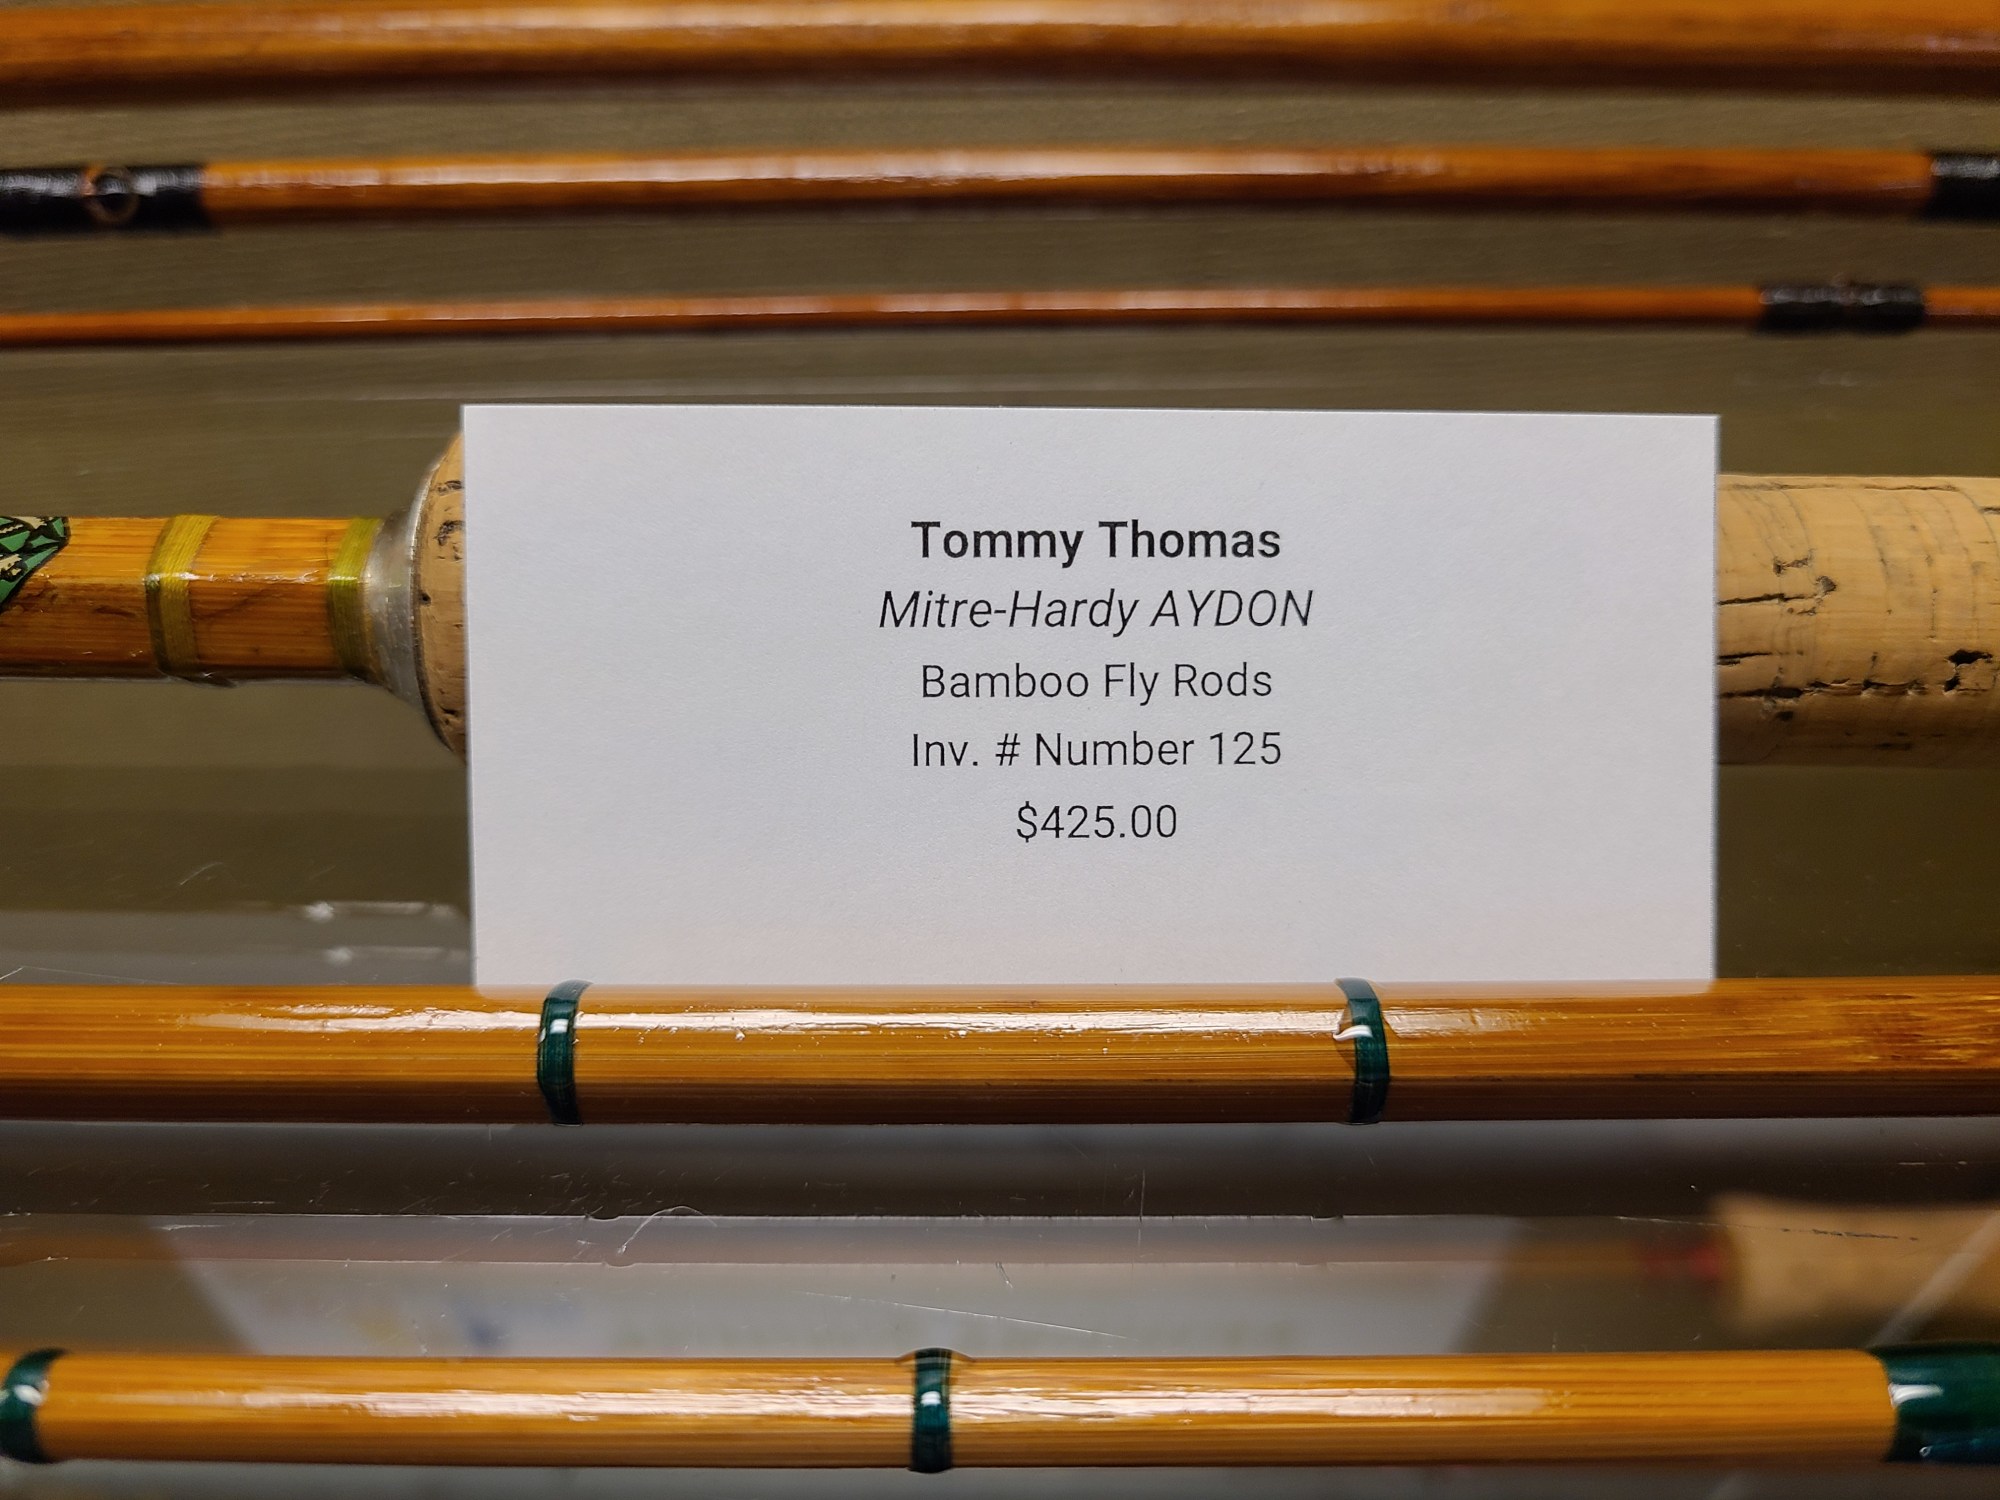 Tommy Thomas
Mitre-Hardy AYDON
Bamboo Fly Rods
Inv. # Number 125
$425.00